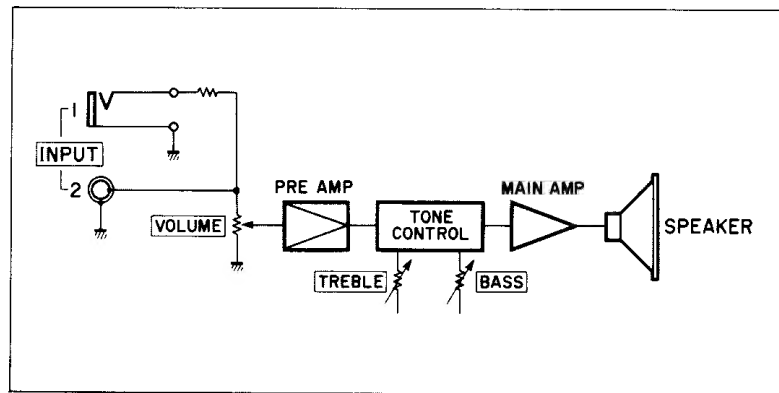 1
INPUT
2
VOLUME
PRE AMP
TONE
CONTROL
MAIN AMP
SPEAKER
TREBLE
BASS